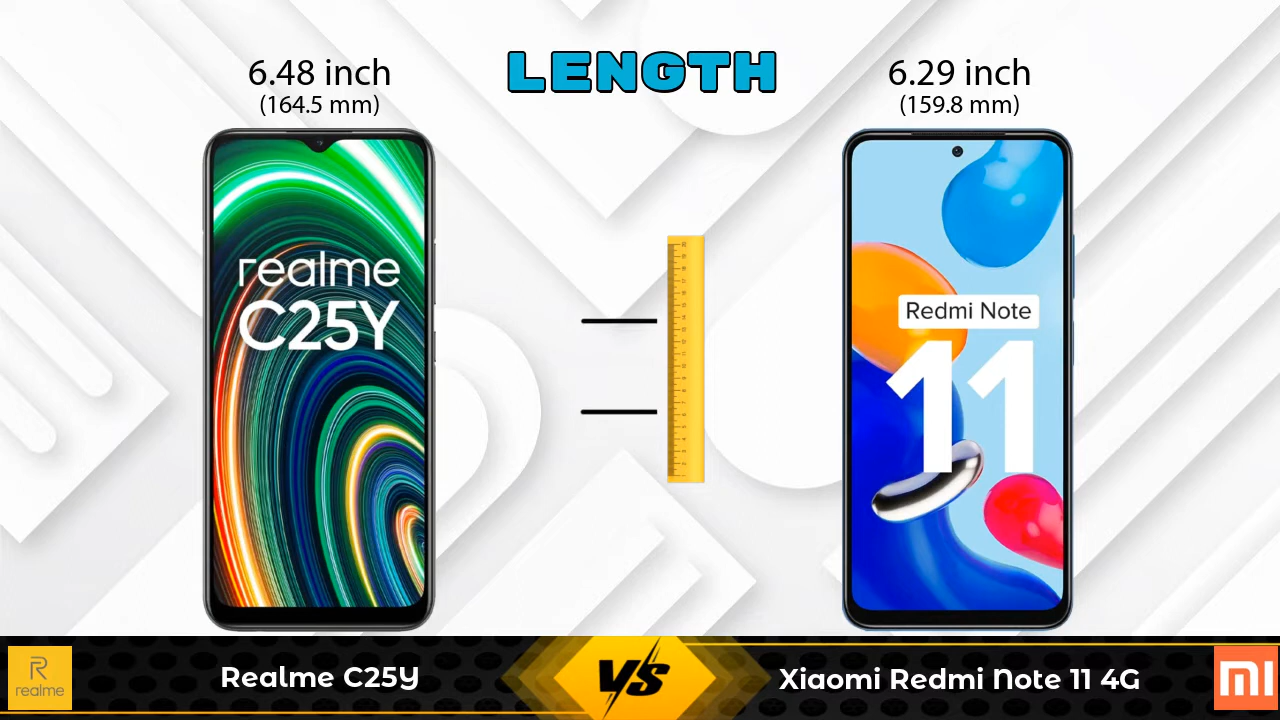 LENGTH
6.48 inch
(164.5 mm)
6.29 inch
(159.8 mm)
realme
C25Y
Redmi Note
11
realme
Realme C25Y
VS
Xiaomi Redmi Note 11 4G
MI